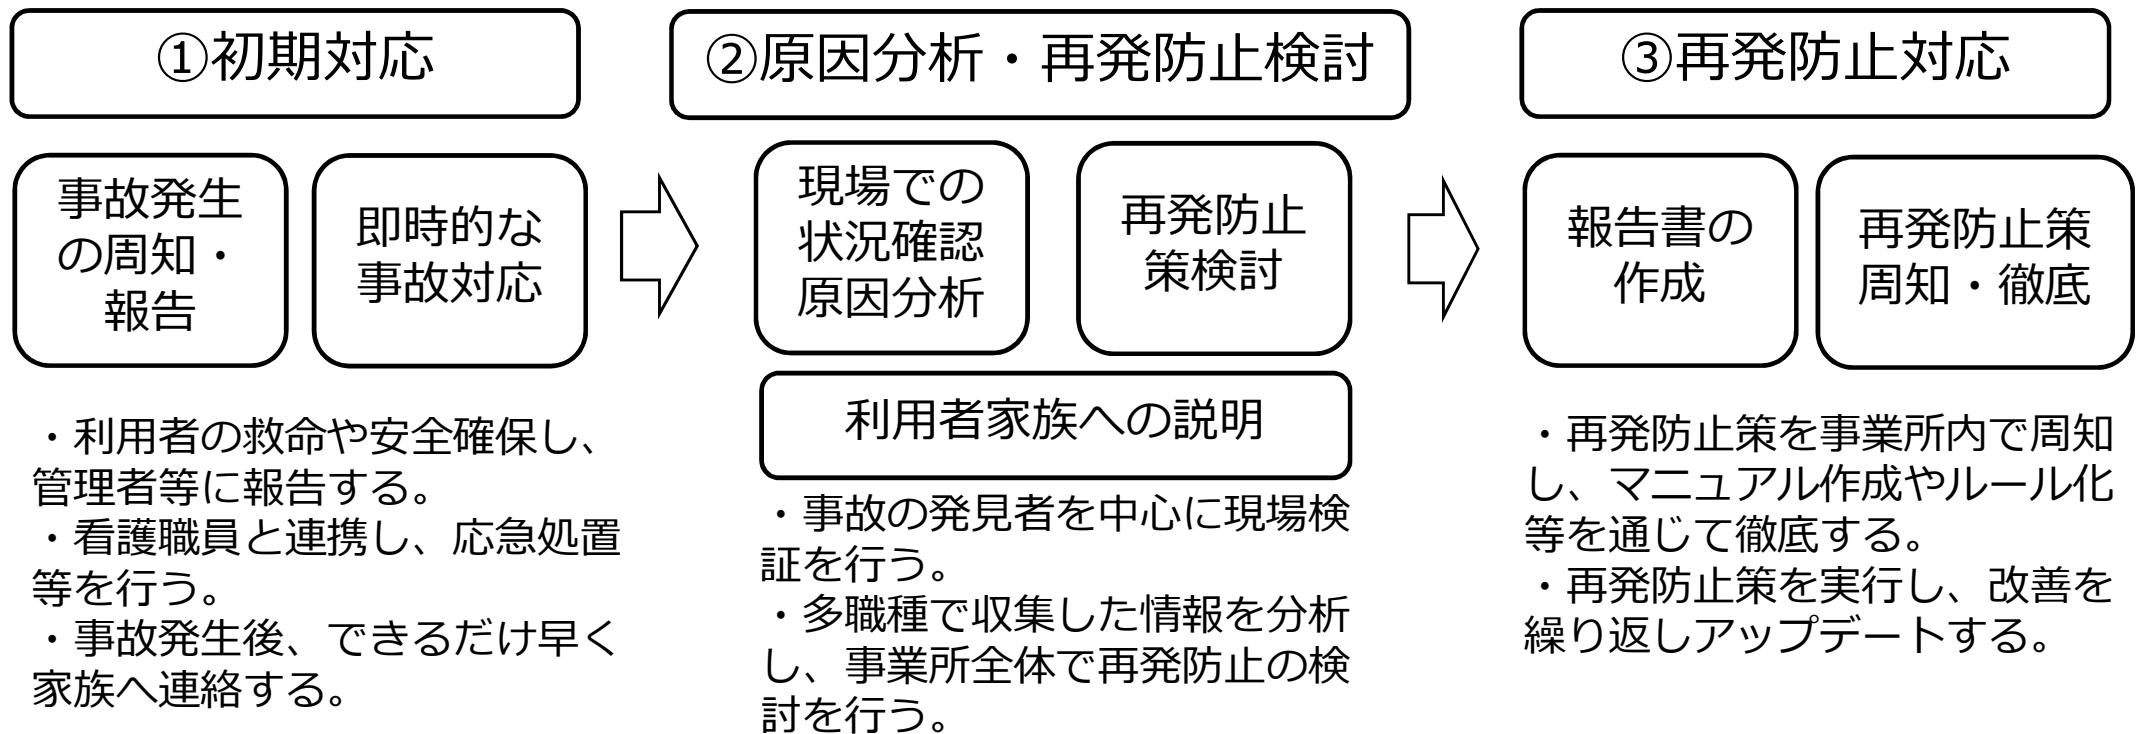 ①初期対応
事故発生
の周知・
報告
即時的な
事故対応
・利用者の救命や安全確保し、
管理者等に報告する。
・看護職員と連携し、応急処置
等を行う。
・事故発生後、できるだけ早く
家族へ連絡する。
②原因分析・再発防止検討
現場での
状況確認
原因分析
再発防止
策検討
利用者家族への説明
・事故の発見者を中心に現場検
証を行う。
・多職種で収集した情報を分析
し、事業所全体で再発防止の検
討を行う。
③再発防止対応
報告書の
作成
再発防止策
周知・徹底
・再発防止策を事業所内で周知
し、マニュアル作成やルール化
等を通じて徹底する。
・再発防止策を実行し、改善を
繰り返しアップデートする。